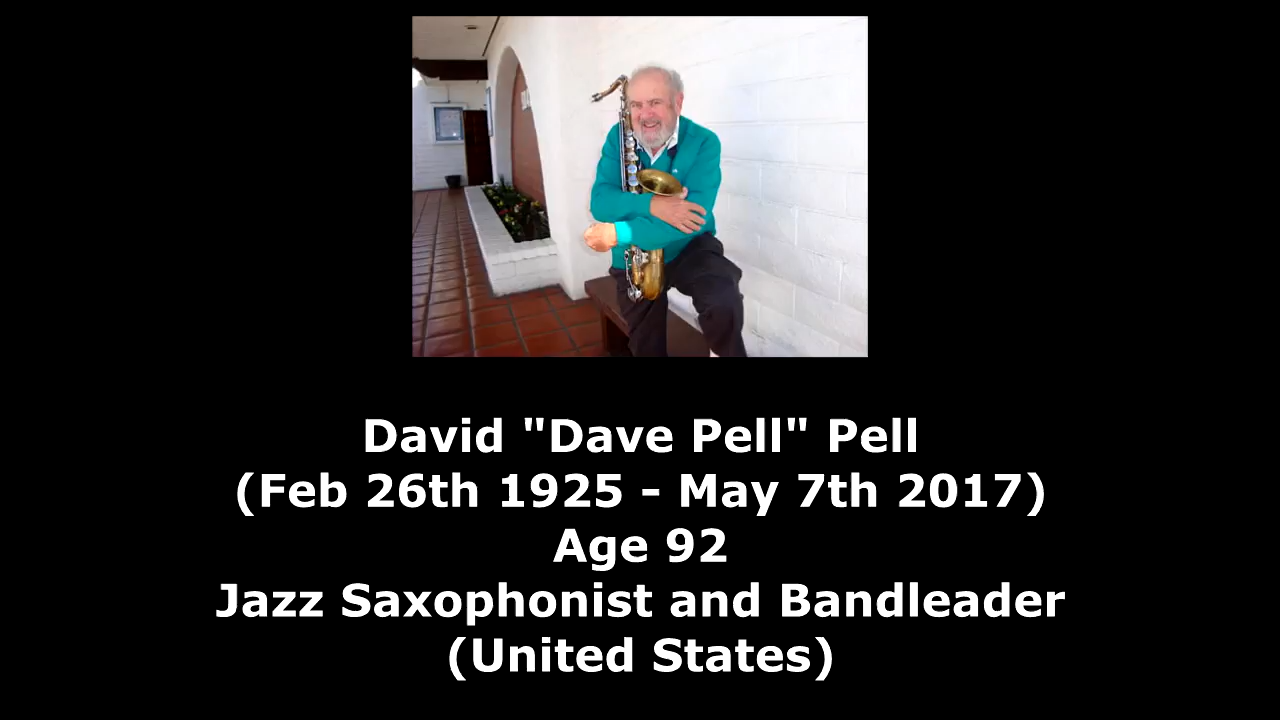 David "Dave Pell" Pell
(Feb 26th 1925 - May 7th 2017)
Age 92
Jazz Saxophonist and Bandleader
(United States)